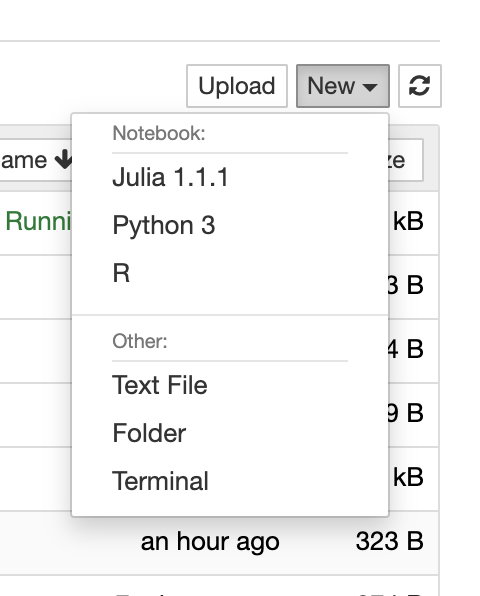 Upload New
ame ze
Notebook:
Julia 1.1.1
Python 3
R
Runni kB
3 B
Other:
4 B
Text File
9 B
Folder
kB
Terminal
an hour ago 323 B